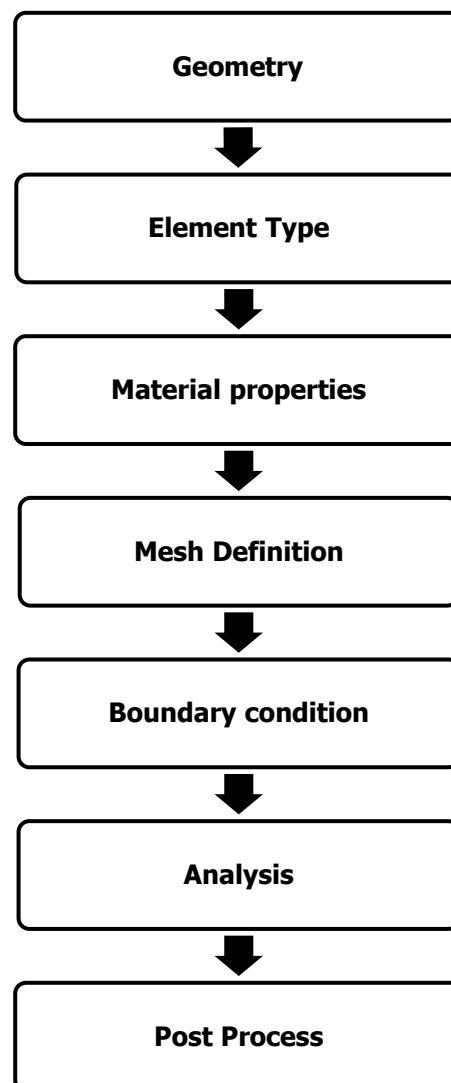 Geometry
Element Type
Material properties
Mesh Definition
Boundary condition
Analysis
Post Process